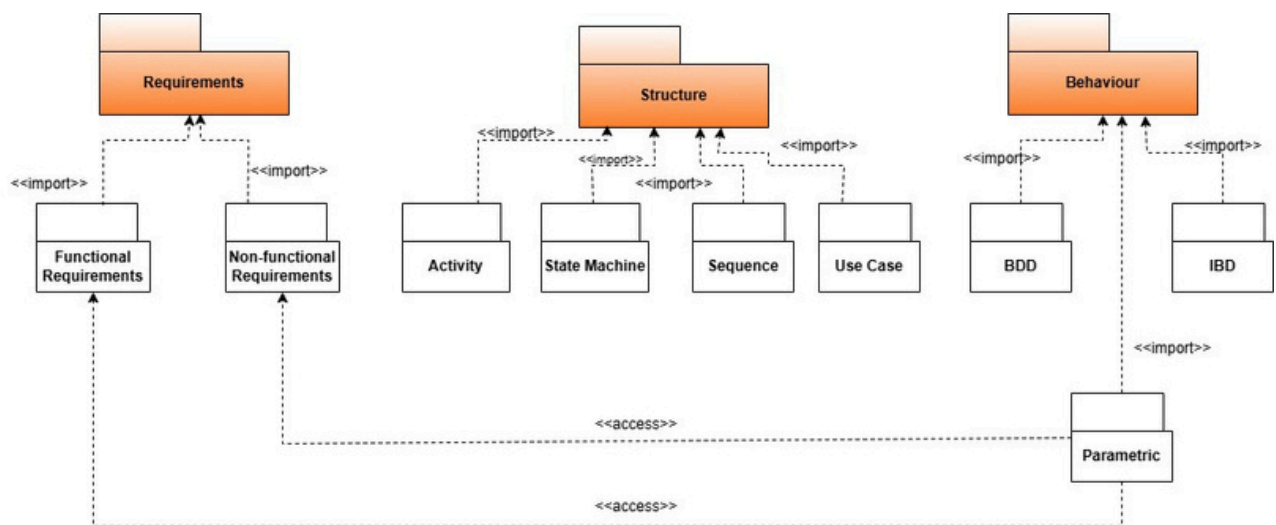 Requirements
Structure
Behaviour
<<import>>
<<import>>
<<import>>
<<import>>
<<import>>
<<import>>
<<import>>
<<import>>
<<import>>
Functional
Requirements
Non-functional
Requirements
Activity
State Machine
Sequence
Use Case
BDD
IBD
<<import>>
<<access>>
Parametric
<<access>>